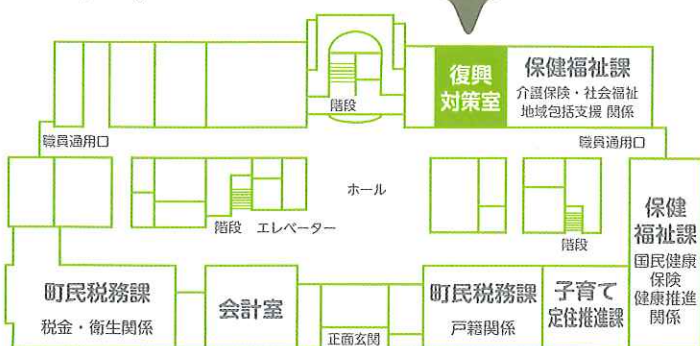 復興
対策室
保健福祉課
介護保険・社会福祉
地域包括支援 関係
階段
職員通用口
職員通用口
ホール
階段
エレベーター
階段
保健
福祉課
国民健康
保険
健康推進
関係
町民税務課
税金・衛生関係
会計室
正面玄関
町民税務課
戸籍関係
子育て
定住推進課